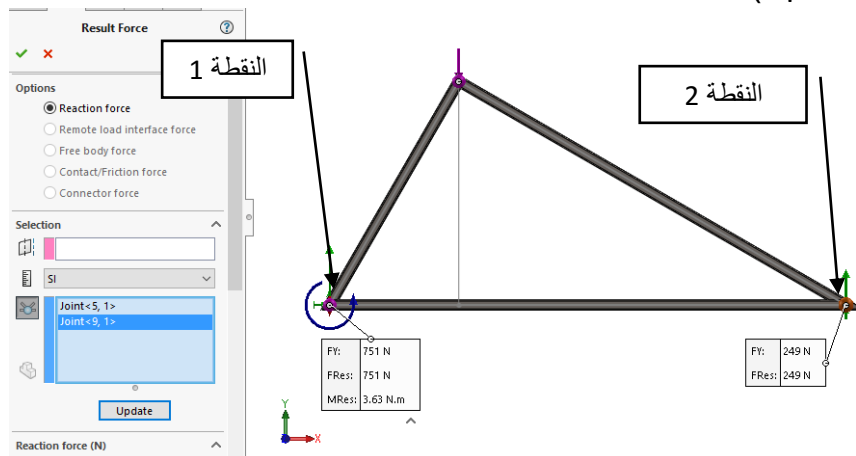 Result Force
النقطة 1
النقطة 2
Options
Reaction force
Remote load interface force
Free body force
Contact/Friction force
Connector force
Selection
SI
Joint<5, 1>
Joint<9, 1>
Update
Reaction force (N)
FY: 751 N
FRes: 751 N
MRes: 3.63 N.m
FY: 249 N
FRes: 249 N
Y
X